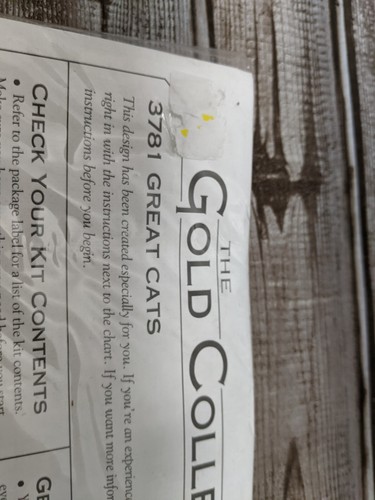 THE
GOLD COLLE
3781 GREAT CATS
This design has been created especially for you. If you're an experienc
right in with the instructions next to the chart. If you want more infor
instructions before you begin.
CHECK YOUR KIT CONTENTS
• Refer to the package label for a list of the kit contents.
GE
•